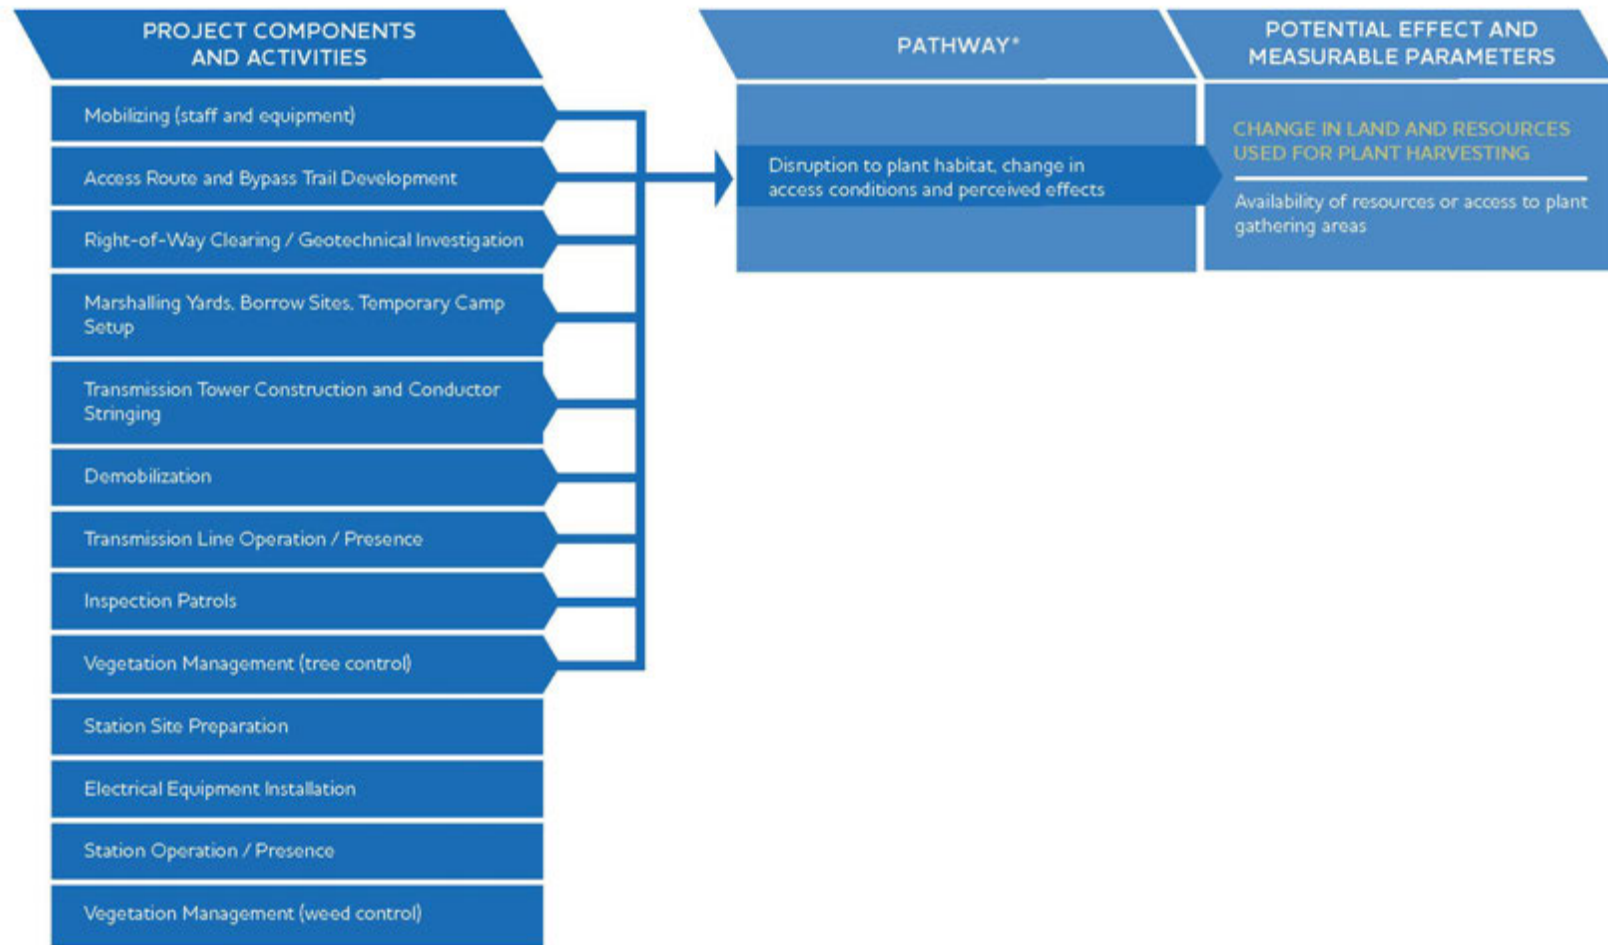 PROJECT COMPONENTS
AND ACTIVITIES
PATHWAY*
POTENTIAL EFFECT AND
MEASURABLE PARAMETERS
Mobilizing (staff and equipment)
Access Route and Bypass Trail Development
Right-of-Way Clearing / Geotechnical Investigation
Marshalling Yards, Borrow Sites, Temporary Camp
Setup
Transmission Tower Construction and Conductor
Stringing
Demobilization
Transmission Line Operation / Presence
Inspection Patrols
Vegetation Management (tree control)
Station Site Preparation
Electrical Equipment Installation
Station Operation / Presence
Vegetation Management (weed control)
Disruption to plant habitat, change in
access conditions and perceived effects
CHANGE IN LAND AND RESOURCES
USED FOR PLANT HARVESTING
Availability of resources or access to plant
gathering areas